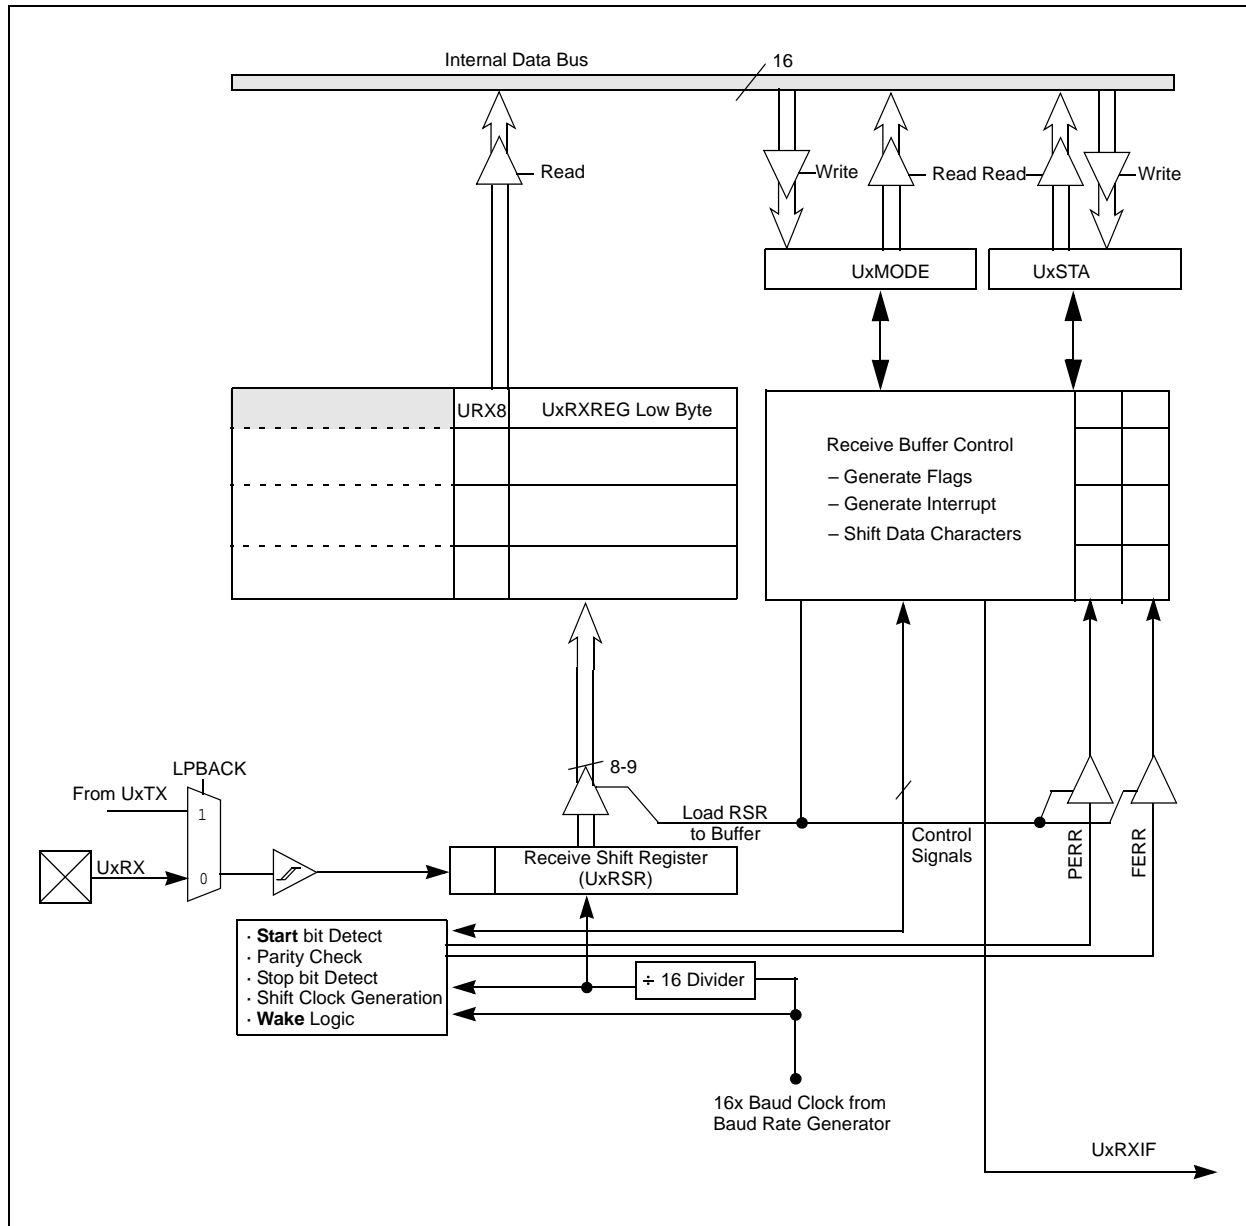 Internal Data Bus
16
Read
Write
Read Read
Write
UxMODE
UxSTA
URX8
UxRXREG Low Byte
Receive Buffer Control
– Generate Flags
– Generate Interrupt
– Shift Data Characters
8-9
LPBACK
From UxTX
1
Load RSR
to Buffer
Control
Signals
PERR
FERR
UxRX
0
Receive Shift Register
(UxRSR)
· Start bit Detect
· Parity Check
· Stop bit Detect
· Shift Clock Generation
· Wake Logic
÷ 16 Divider
16x Baud Clock from
Baud Rate Generator
UxRXIF